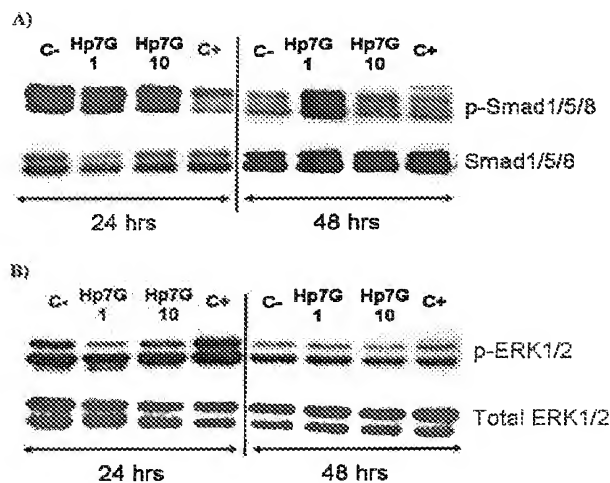 A)
C- Hp7G 1 Hp7G 10 C+ C- Hp7G 1 Hp7G 10 C+
p-Smad1/5/8
Smad1/5/8
24 hrs 48 hrs
B)
C- Hp7G 1 Hp7G 10 C+ C- Hp7G 1 Hp7G 10 C+
p-ERK1/2
Total ERK1/2
24 hrs 48 hrs